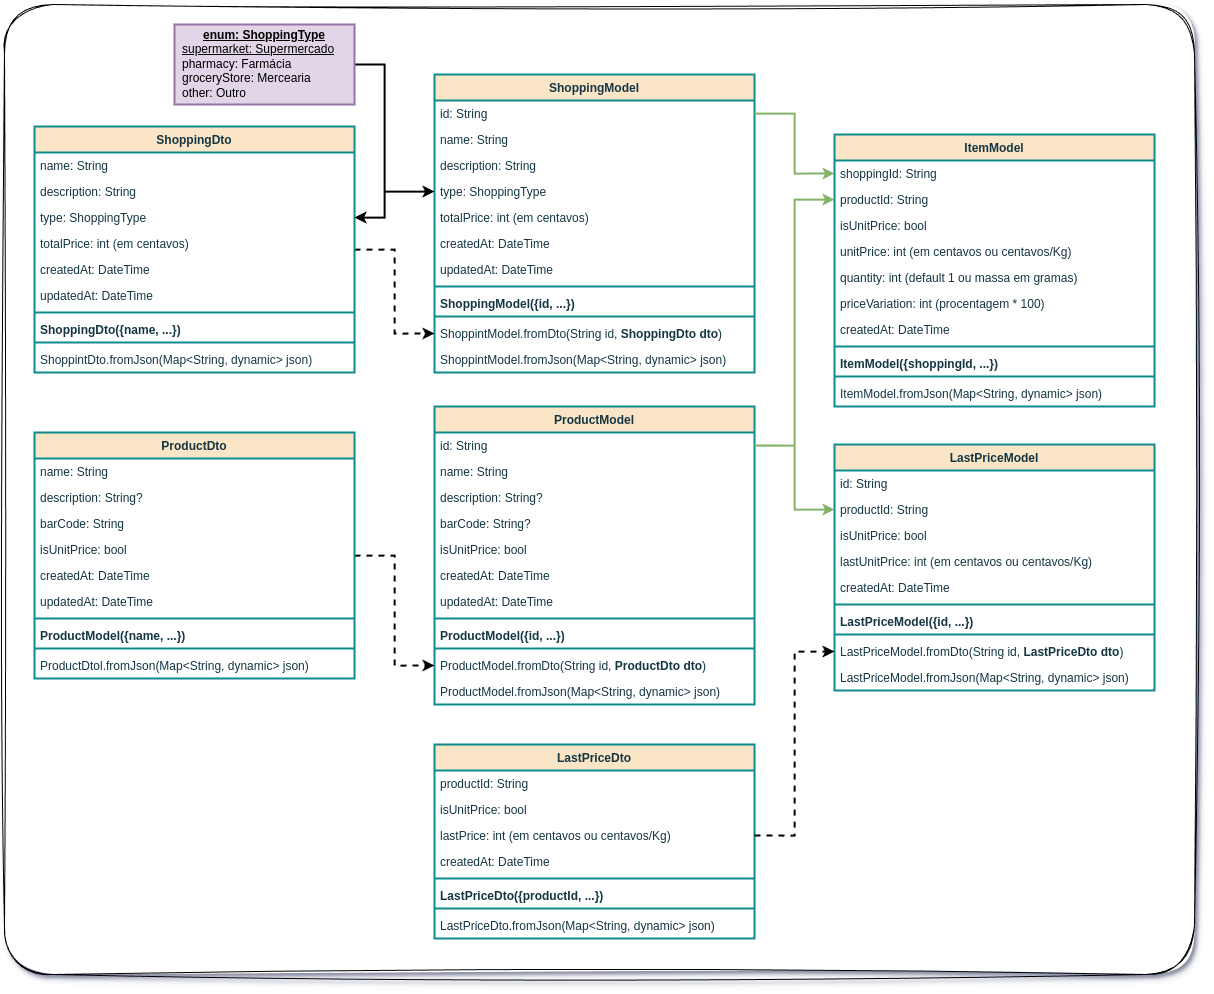 enum: ShoppingType
supermarket: Supermercado
pharmacy: Farmácia
groceryStore: Mercearia
other: Outro
ShoppingDto
name: String
description: String
type: ShoppingType
totalPrice: int (em centavos)
createdAt: DateTime
updatedAt: DateTime
ShoppingDto({name, ...})
ShoppintDto.fromJson(Map<String, dynamic> json)
ShoppingModel
id: String
name: String
description: String
type: ShoppingType
totalPrice: int (em centavos)
createdAt: DateTime
updatedAt: DateTime
ShoppingModel({id, ...})
ShoppintModel.fromDto(String id, ShoppingDto dto)
ShoppintModel.fromJson(Map<String, dynamic> json)
ItemModel
shoppingId: String
productId: String
isUnitPrice: bool
unitPrice: int (em centavos ou centavos/Kg)
quantity: int (default 1 ou massa em gramas)
priceVariation: int (procentagem * 100)
createdAt: DateTime
ItemModel({shoppingId, ...})
ItemModel.fromJson(Map<String, dynamic> json)
ProductDto
name: String
description: String?
barCode: String
isUnitPrice: bool
createdAt: DateTime
updatedAt: DateTime
ProductModel({name, ...})
ProductDtol.fromJson(Map<String, dynamic> json)
ProductModel
id: String
name: String
description: String?
barCode: String?
isUnitPrice: bool
createdAt: DateTime
updatedAt: DateTime
ProductModel({id, ...})
ProductModel.fromDto(String id, ProductDto dto)
ProductModel.fromJson(Map<String, dynamic> json)
LastPriceModel
id: String
productId: String
isUnitPrice: bool
lastUnitPrice: int (em centavos ou centavos/Kg)
createdAt: DateTime
LastPriceModel({id, ...})
LastPriceModel.fromDto(String id, LastPriceDto dto)
LastPriceModel.fromJson(Map<String, dynamic> json)
LastPriceDto
productId: String
isUnitPrice: bool
lastPrice: int (em centavos ou centavos/Kg)
createdAt: DateTime
LastPriceDto({productId, ...})
LastPriceDto.fromJson(Map<String, dynamic> json)